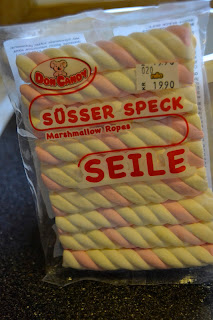 DON CANDY
SÜSSER SPECK
Marshmallow Ropes
SEILE
1990